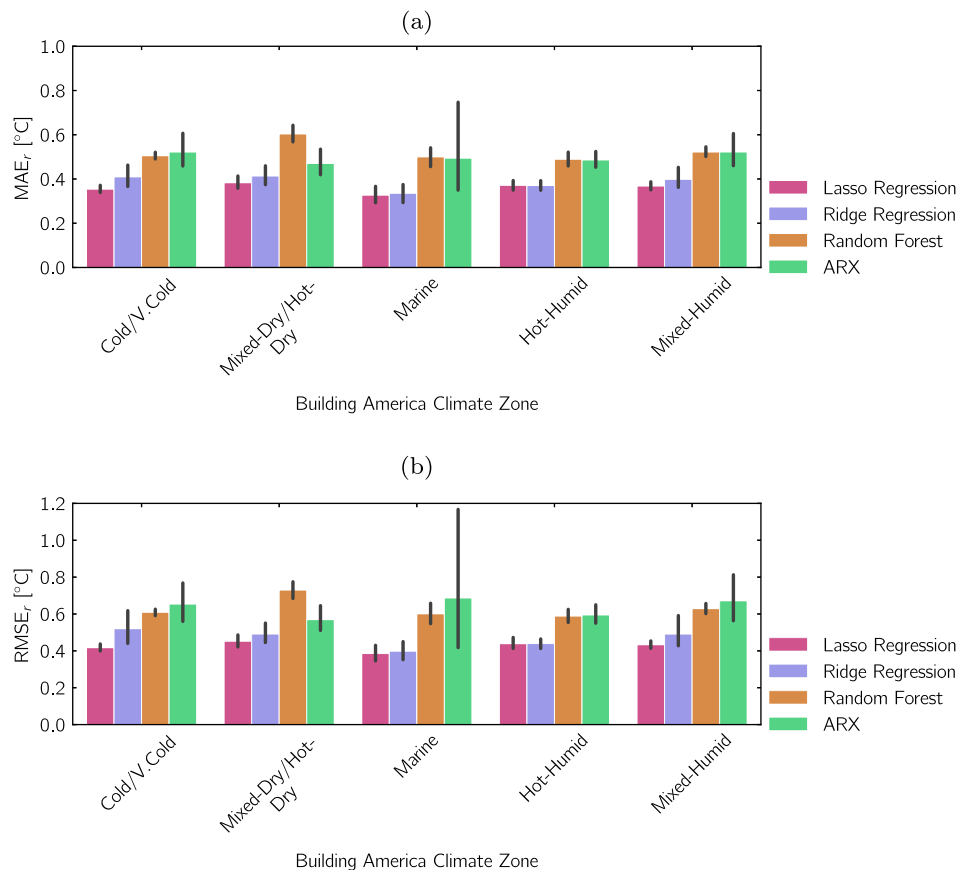 (a)
1.0
0.8
0.6
0.4
0.2
0.0
MAEᵣ [°C]
Cold/V.Cold
Mixed-Dry/Hot-
Dry
Marine
Hot-Humid
Mixed-Humid
Building America Climate Zone
Lasso Regression
Ridge Regression
Random Forest
ARX
(b)
1.2
1.0
0.8
0.6
0.4
0.2
0.0
RMSEᵣ [°C]
Cold/V.Cold
Mixed-Dry/Hot-
Dry
Marine
Hot-Humid
Mixed-Humid
Building America Climate Zone
Lasso Regression
Ridge Regression
Random Forest
ARX